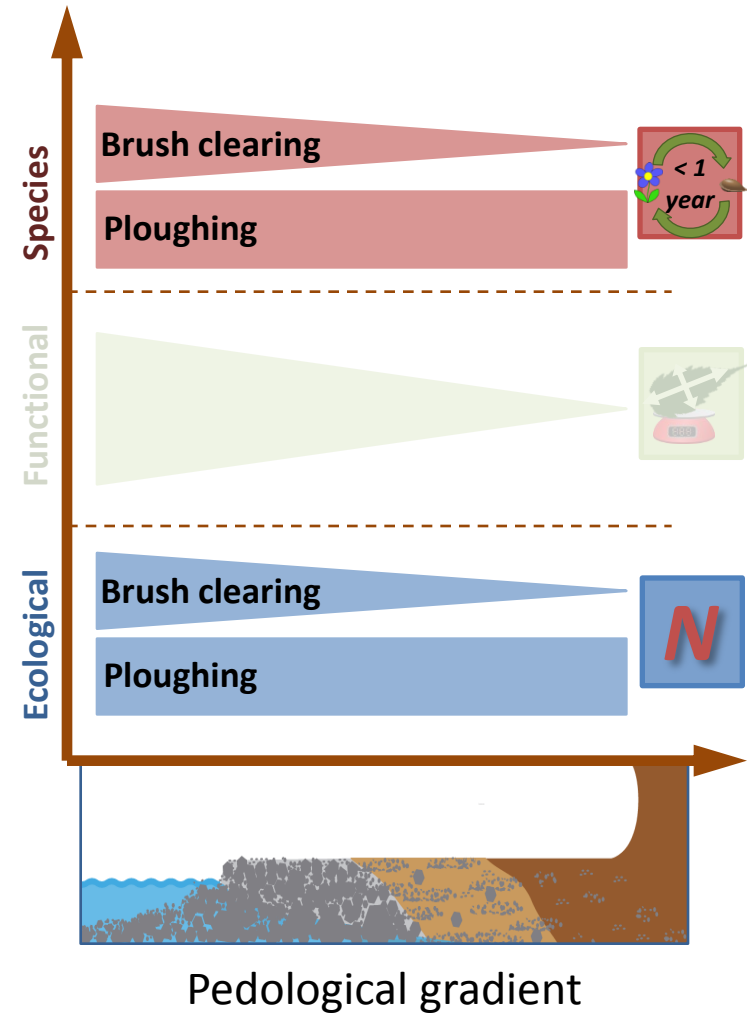 Species
Brush clearing
Ploughing
< 1
year
Functional
Ecological
Brush clearing
Ploughing
N
Pedological gradient